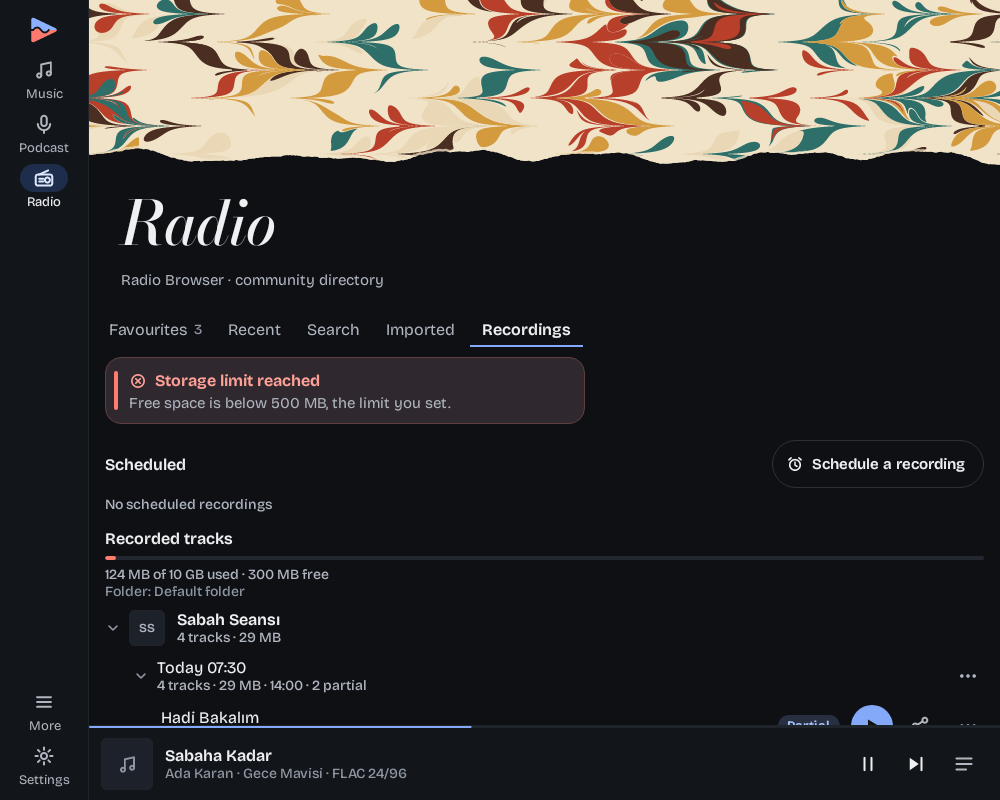 Music
Podcast
Radio
Radio
Radio Browser · community directory
Favourites 3
Recent
Search
Imported
Recordings
Storage limit reached
Free space is below 500 MB, the limit you set.
Scheduled
Schedule a recording
No scheduled recordings
Recorded tracks
124 MB of 10 GB used · 300 MB free
Folder: Default folder
SS
Sabah Seansı
4 tracks · 29 MB
Today 07:30
4 tracks · 29 MB · 14:00 · 2 partial
Hadi Bakalım
Partial
More
Settings
Sabaha Kadar
Ada Karan · Gece Mavisi · FLAC 24/96